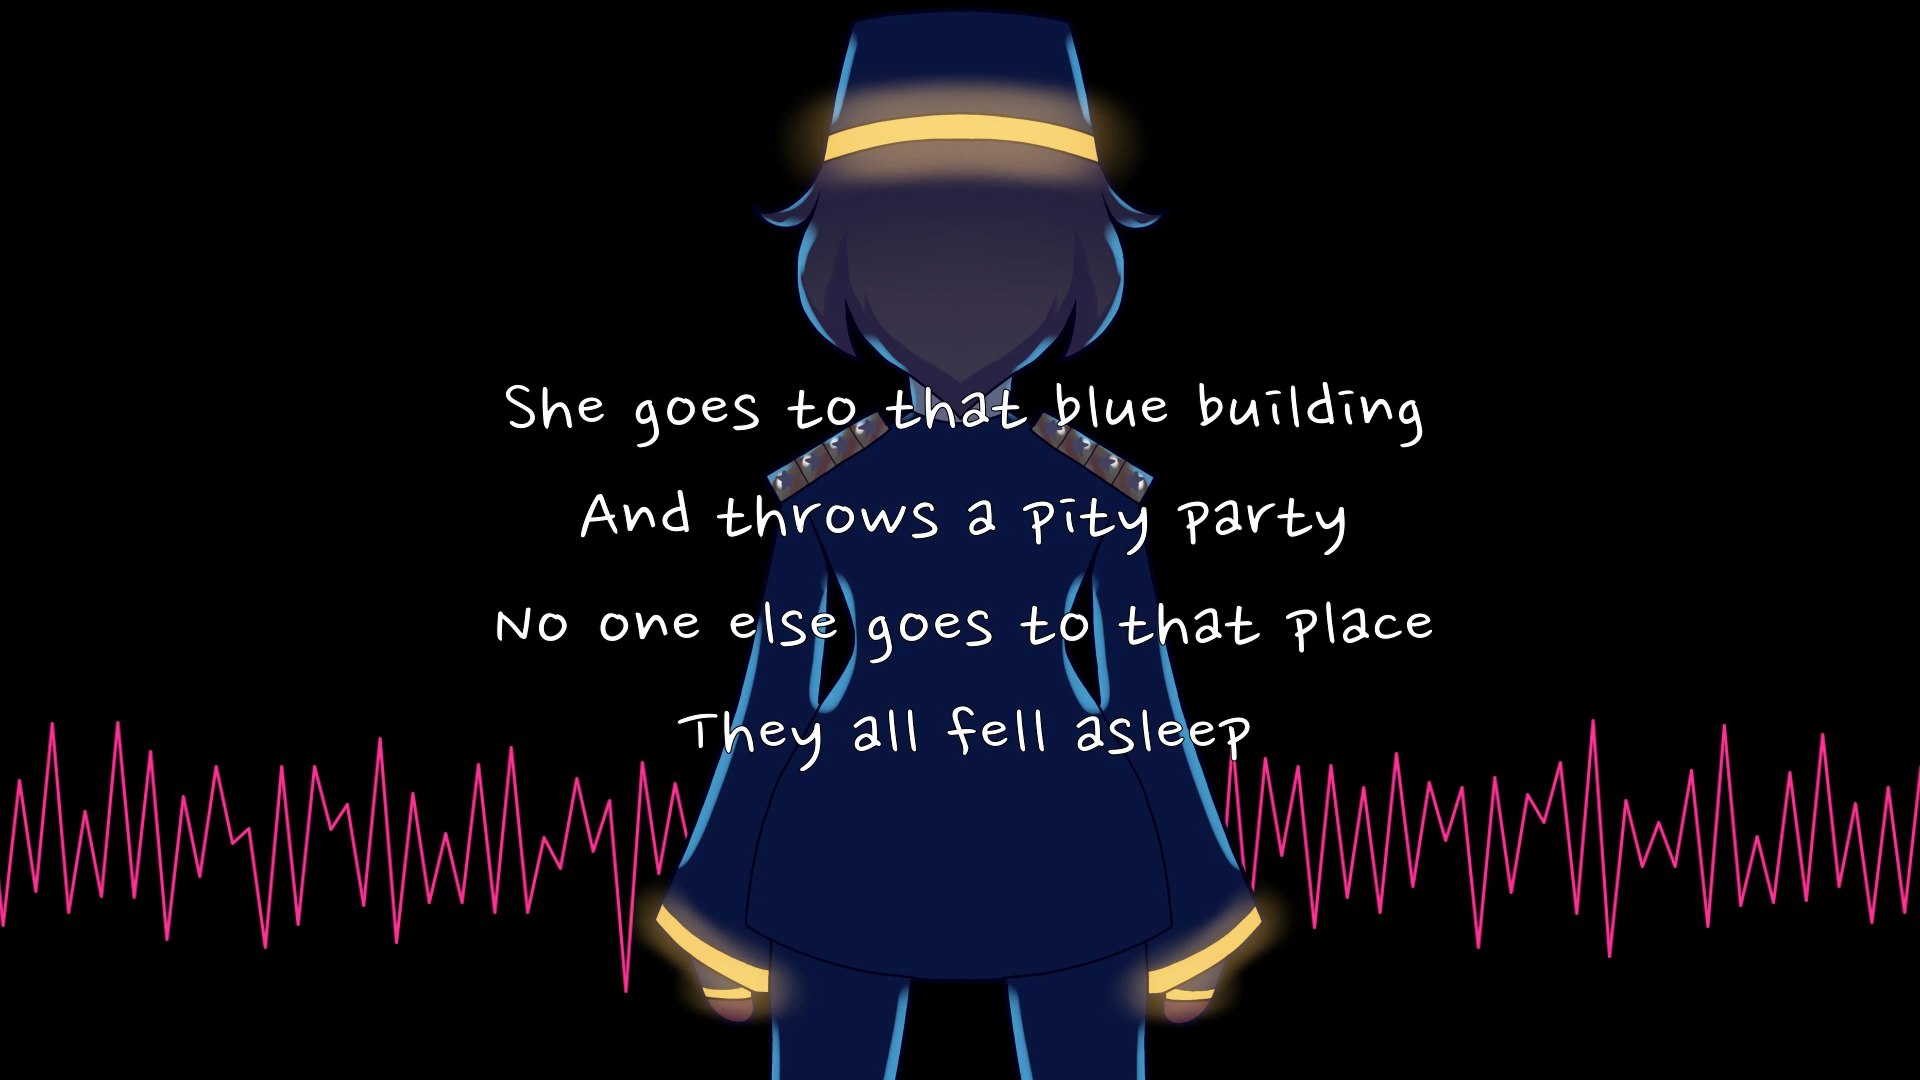 She goes to that blue building
And throws a pity party
No one else goes to that place
They all fell asleep